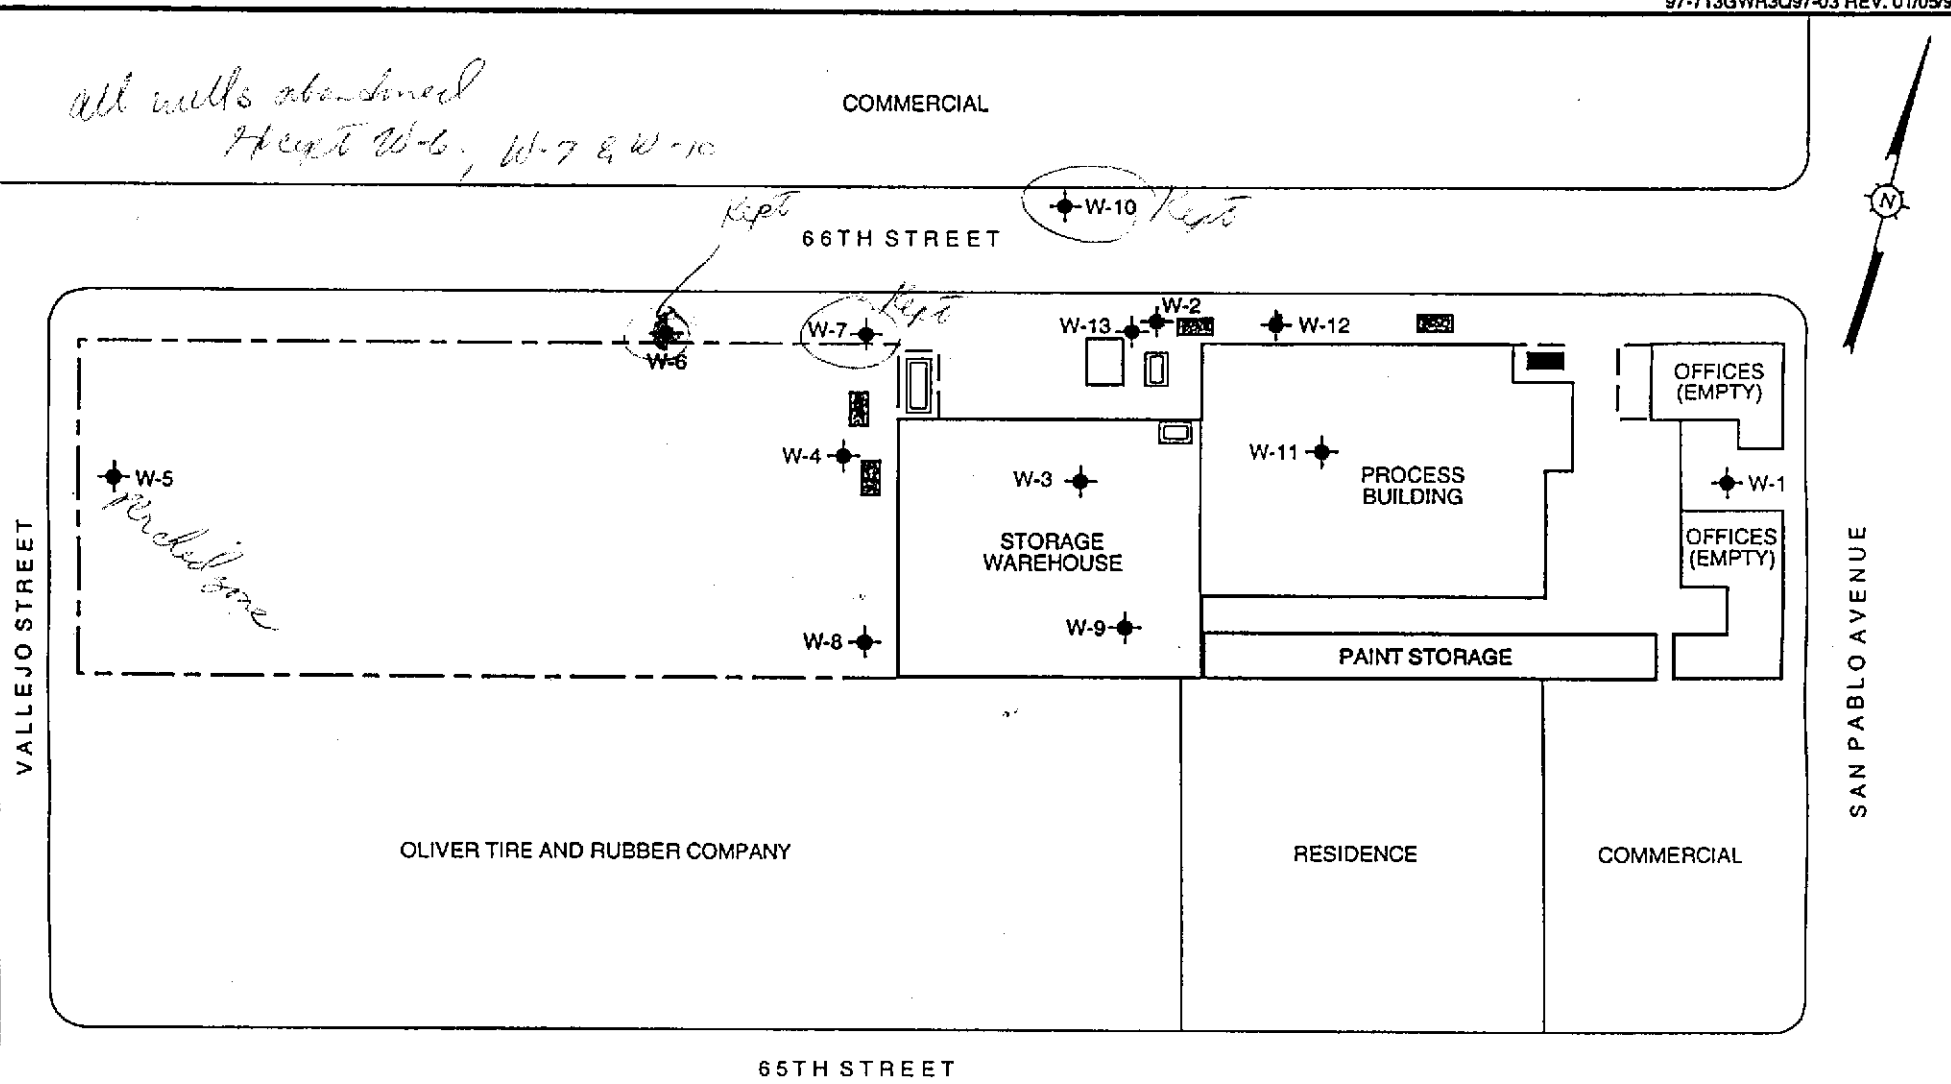 all wells abandoned
Except W-6, W-7 & W-10
COMMERCIAL
Kept
W-10
Kept
66TH STREET
N
Kept
W-6
W-7
W-13
W-2
W-12
OFFICES
(EMPTY)
W-5
W-4
W-3
W-11
PROCESS
BUILDING
W-1
Perched zone
STORAGE
WAREHOUSE
OFFICES
(EMPTY)
W-8
W-9
PAINT STORAGE
VALLEJO STREET
SAN PABLO AVENUE
OLIVER TIRE AND RUBBER COMPANY
RESIDENCE
COMMERCIAL
65TH STREET